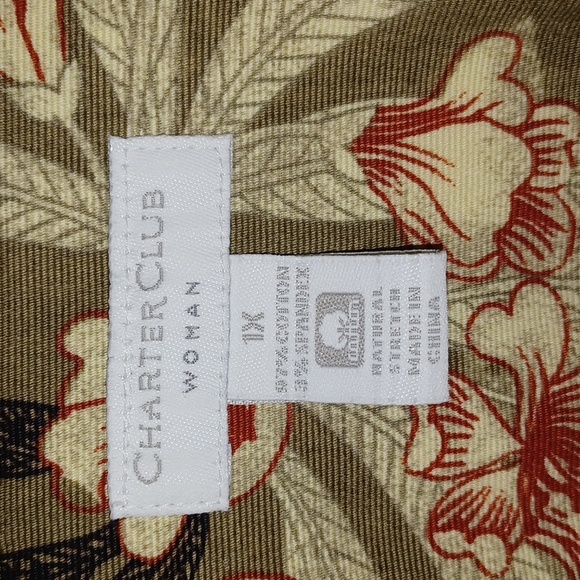 CHARTER CLUB
WOMAN
1X
97% COTTON
3% SPANDEX
NATURAL
STRETCH
MADE IN
CHINA